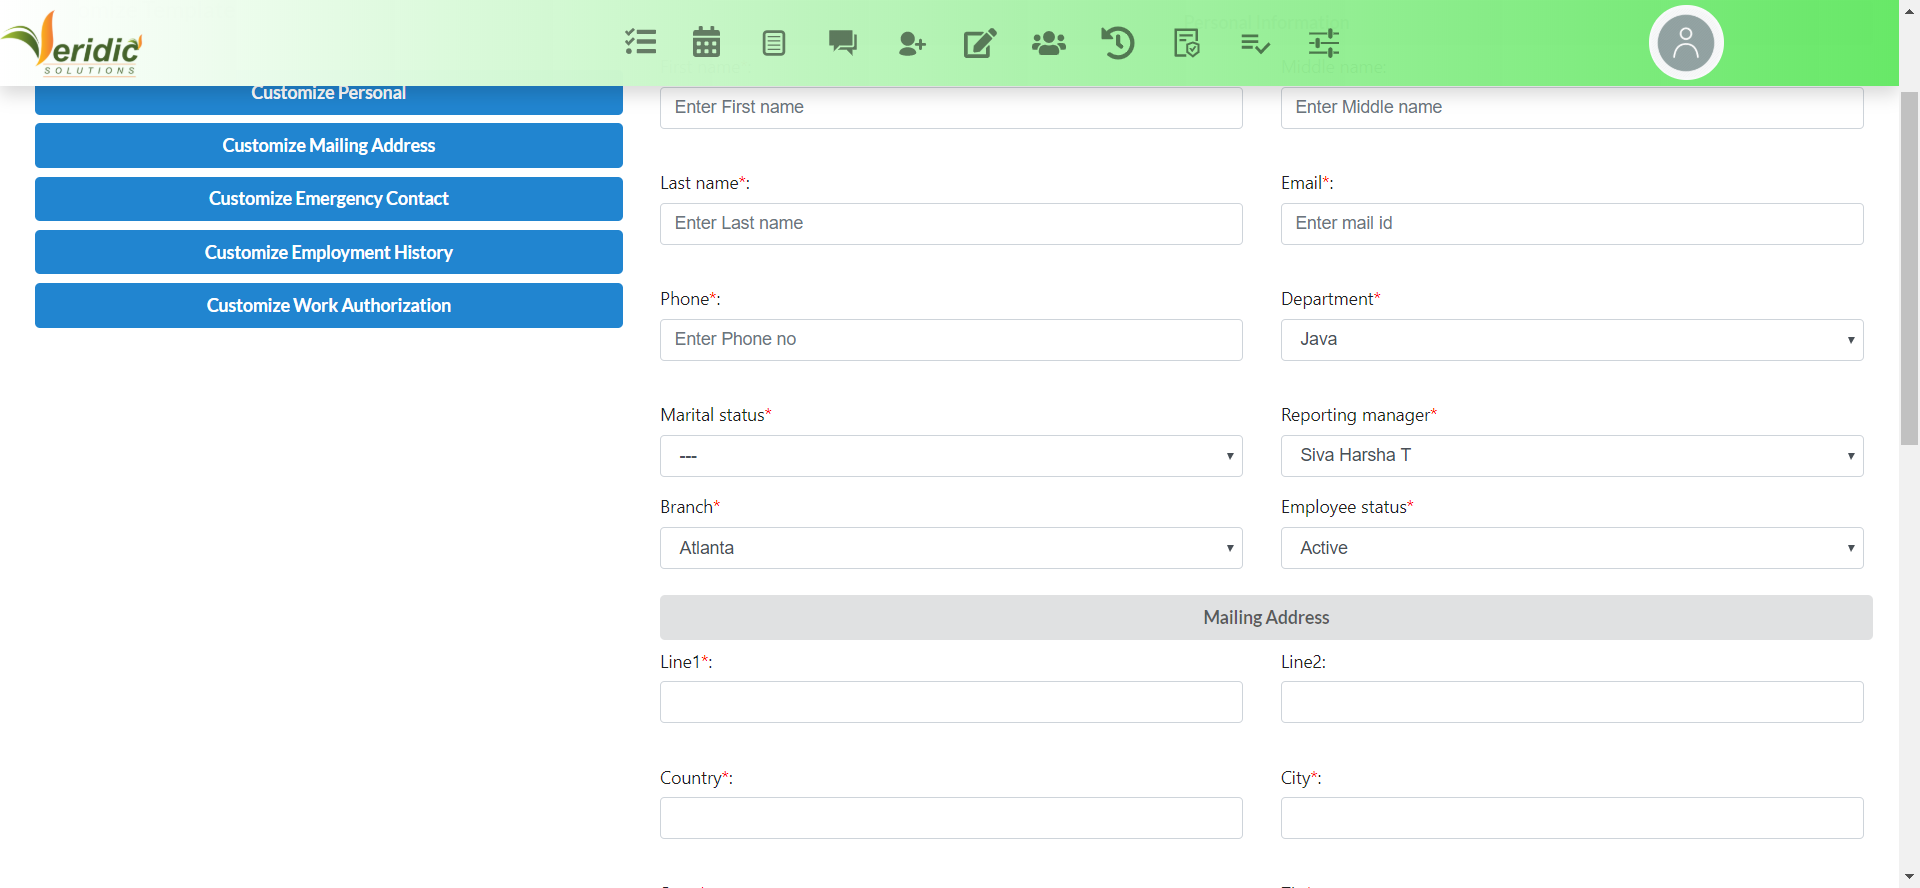 Veridic
SOLUTIONS
Personal Information
Middle name:
Customize Personal
Customize Mailing Address
Customize Emergency Contact
Customize Employment History
Customize Work Authorization
Enter First name
Enter Middle name
Last name*:
Email*:
Enter Last name
Enter mail id
Phone*:
Department*
Enter Phone no
Java
Marital status*
Reporting manager*
---
Siva Harsha T
Branch*
Employee status*
Atlanta
Active
Mailing Address
Line1*:
Line2:
Country*:
City*: